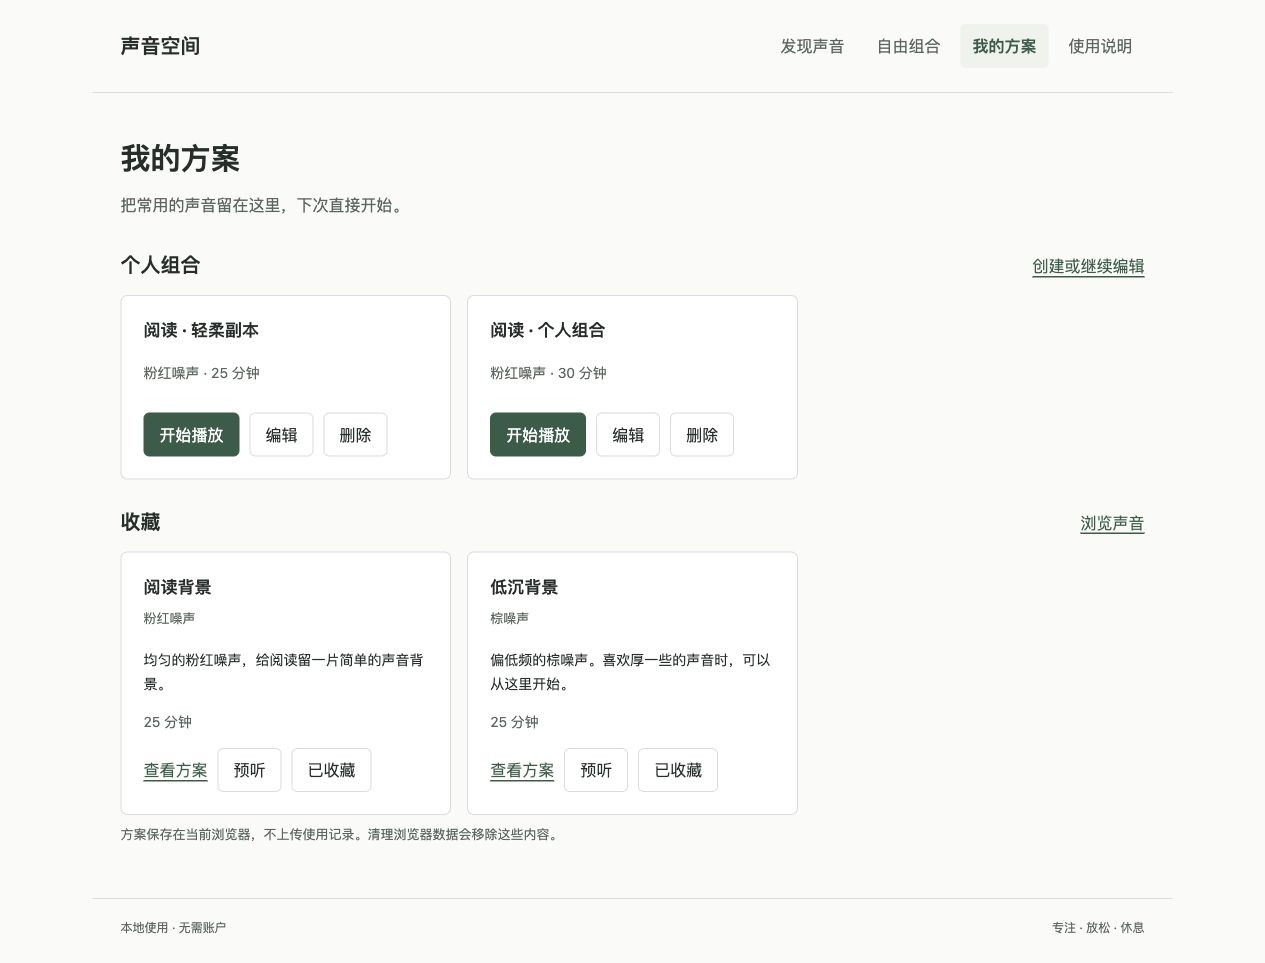 声音空间
发现声音 自由组合 我的方案 使用说明
我的方案
把常用的声音留在这里，下次直接开始。
个人组合
创建或继续编辑
阅读 · 轻柔副本
粉红噪声 · 25 分钟
开始播放 编辑 删除
阅读 · 个人组合
粉红噪声 · 30 分钟
开始播放 编辑 删除
收藏
浏览声音
阅读背景
粉红噪声
均匀的粉红噪声，给阅读留一片简单的声音背
景。
25 分钟
查看方案 预听 已收藏
低沉背景
棕噪声
偏低频的棕噪声。喜欢厚一些的声音时，可以
从这里开始。
25 分钟
查看方案 预听 已收藏
方案保存在当前浏览器，不上传使用记录。清理浏览器数据会移除这些内容。
本地使用 · 无需账户
专注 · 放松 · 休息